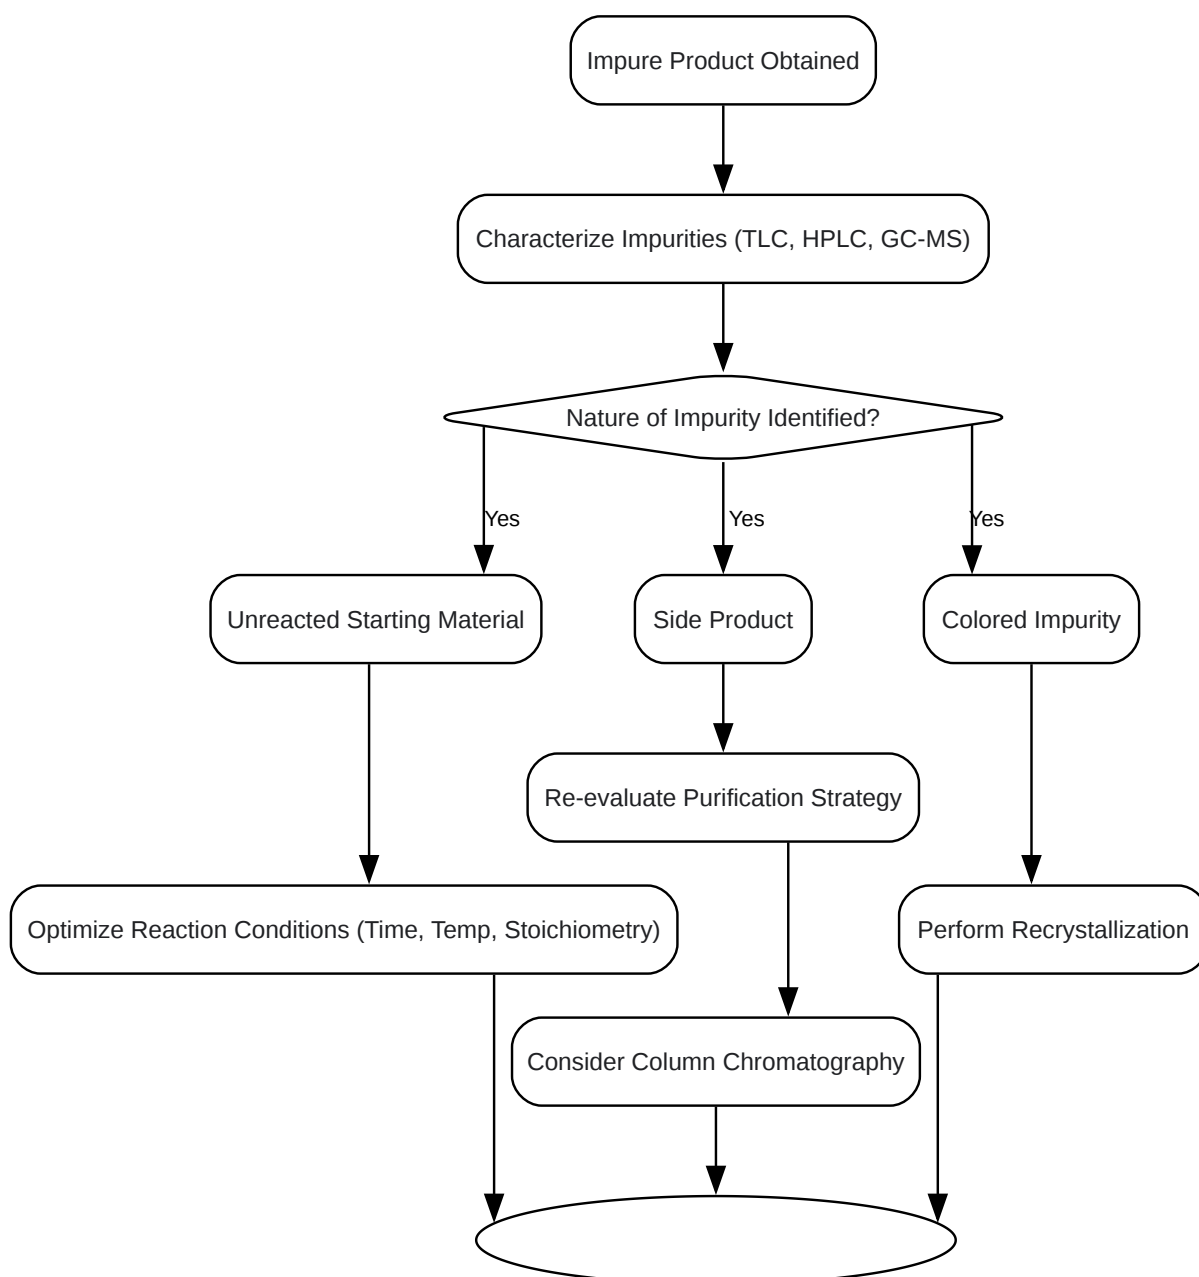 Impure Product Obtained
Characterize Impurities (TLC, HPLC, GC-MS)
Nature of Impurity Identified?
Yes
Yes
Yes
Unreacted Starting Material
Side Product
Colored Impurity
Re-evaluate Purification Strategy
Optimize Reaction Conditions (Time, Temp, Stoichiometry)
Perform Recrystallization
Consider Column Chromatography